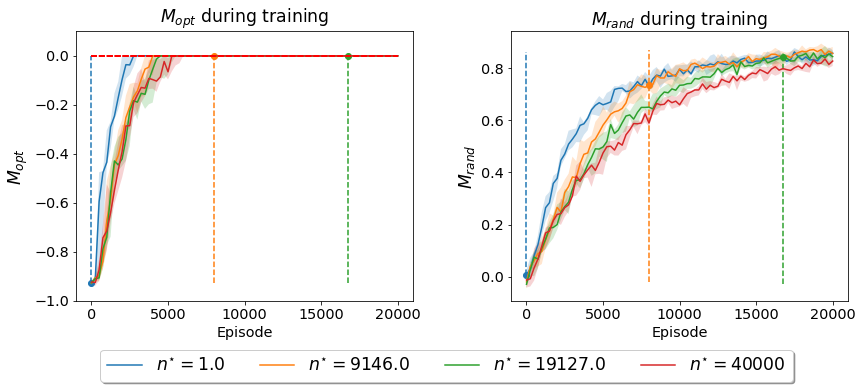 M_opt during training
M_rand during training
M_opt
0.0
−0.2
−0.4
−0.6
−0.8
−1.0
0 5000 10000 15000 20000
Episode
M_rand
0.8
0.6
0.4
0.2
0.0
0 5000 10000 15000 20000
Episode
n* = 1.0 n* = 9146.0 n* = 19127.0 n* = 40000